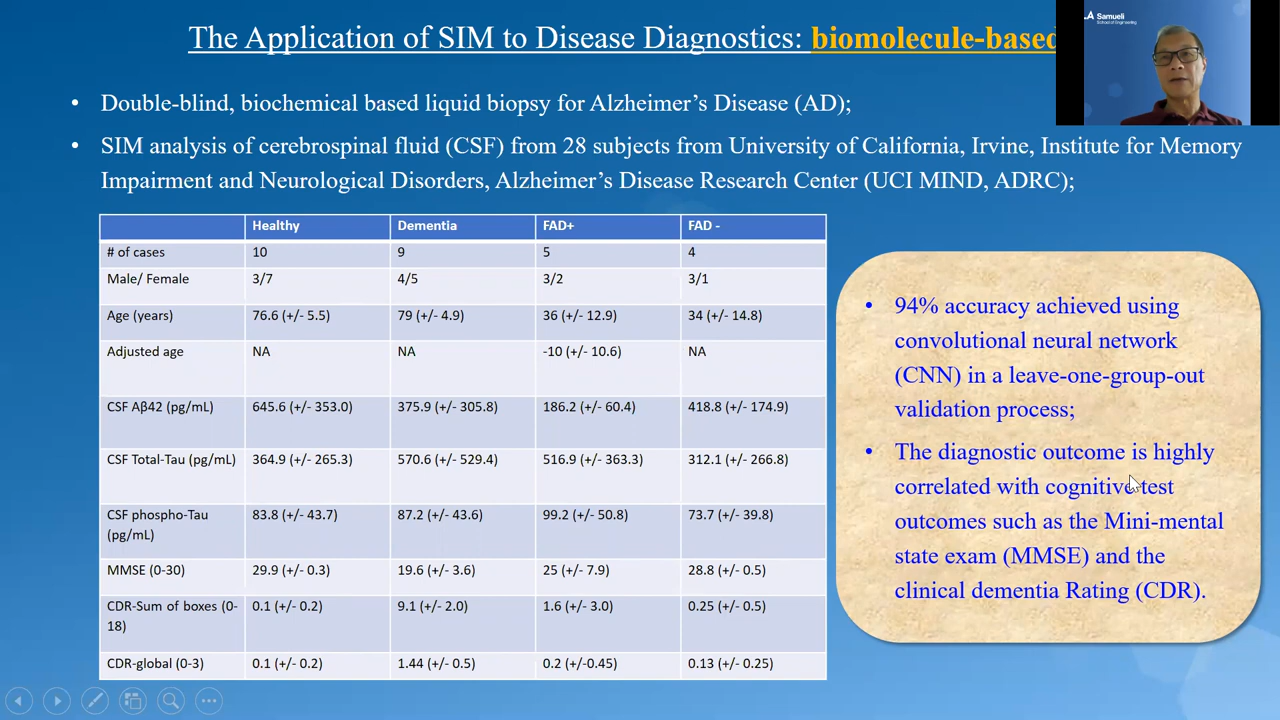 The Application of SIM to Disease Diagnostics: biomolecule-based
Samueli
School of Engineering
• Double-blind, biochemical based liquid biopsy for Alzheimer's Disease (AD);
• SIM analysis of cerebrospinal fluid (CSF) from 28 subjects from University of California, Irvine, Institute for Memory
Impairment and Neurological Disorders, Alzheimer's Disease Research Center (UCI MIND, ADRC);
Healthy Dementia FAD+ FAD -
# of cases 10 9 5 4
Male/ Female 3/7 4/5 3/2 3/1
Age (years) 76.6 (+/- 5.5) 79 (+/- 4.9) 36 (+/- 12.9) 34 (+/- 14.8)
Adjusted age NA NA -10 (+/- 10.6) NA
CSF Aβ42 (pg/mL) 645.6 (+/- 353.0) 375.9 (+/- 305.8) 186.2 (+/- 60.4) 418.8 (+/- 174.9)
CSF Total-Tau (pg/mL) 364.9 (+/- 265.3) 570.6 (+/- 529.4) 516.9 (+/- 363.3) 312.1 (+/- 266.8)
CSF phospho-Tau 83.8 (+/- 43.7) 87.2 (+/- 43.6) 99.2 (+/- 50.8) 73.7 (+/- 39.8)
(pg/mL)
MMSE (0-30) 29.9 (+/- 0.3) 19.6 (+/- 3.6) 25 (+/- 7.9) 28.8 (+/- 0.5)
CDR-Sum of boxes (0- 0.1 (+/- 0.2) 9.1 (+/- 2.0) 1.6 (+/- 3.0) 0.25 (+/- 0.5)
18)
CDR-global (0-3) 0.1 (+/- 0.2) 1.44 (+/- 0.5) 0.2 (+/-0.45) 0.13 (+/- 0.25)
• 94% accuracy achieved using
convolutional neural network
(CNN) in a leave-one-group-out
validation process;
• The diagnostic outcome is highly
correlated with cognitive test
outcomes such as the Mini-mental
state exam (MMSE) and the
clinical dementia Rating (CDR).